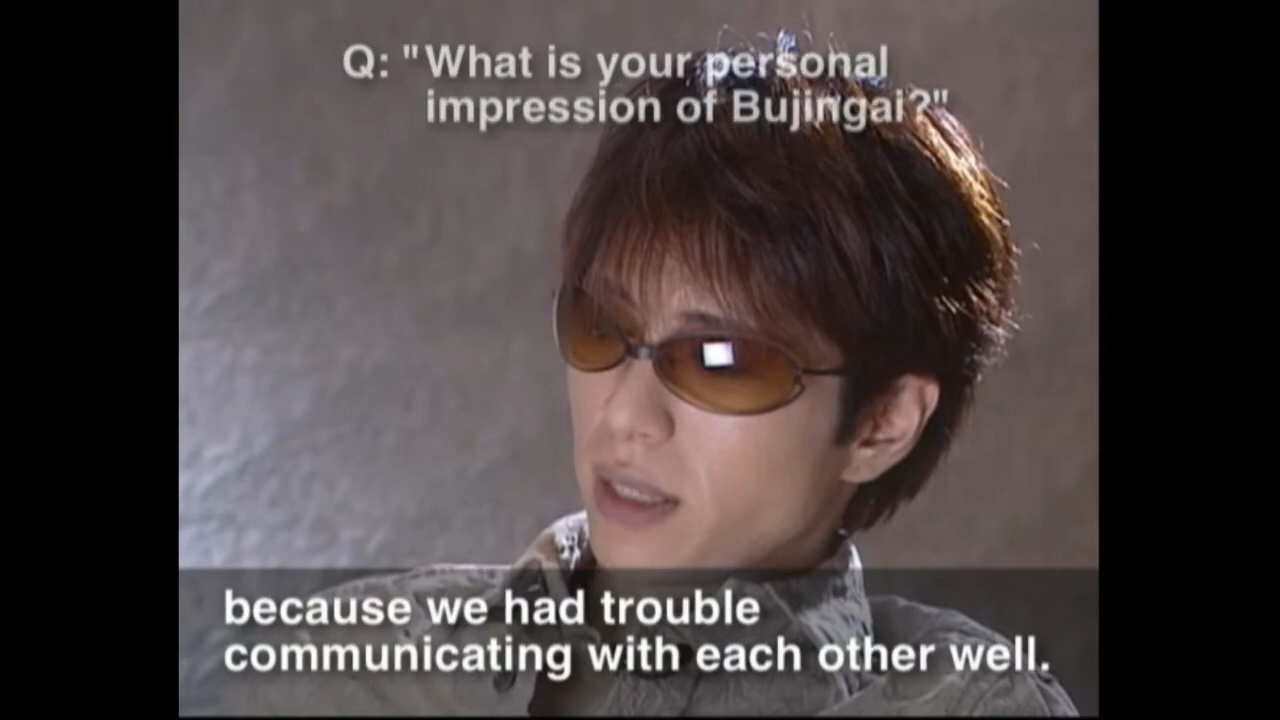 Q: "What is your personal
impression of Bujingai?"
because we had trouble
communicating with each other well.